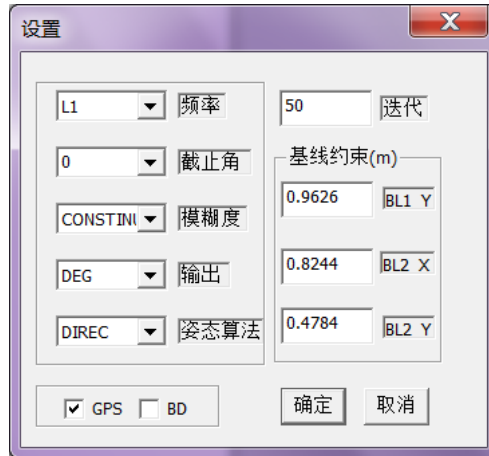 设置
L1 频率
0 截止角
CONSTINU 模糊度
DEG 输出
DIREC 姿态算法
GPS BD
50 迭代
基线约束(m)
0.9626 BL1 Y
0.8244 BL2 X
0.4784 BL2 Y
确定 取消